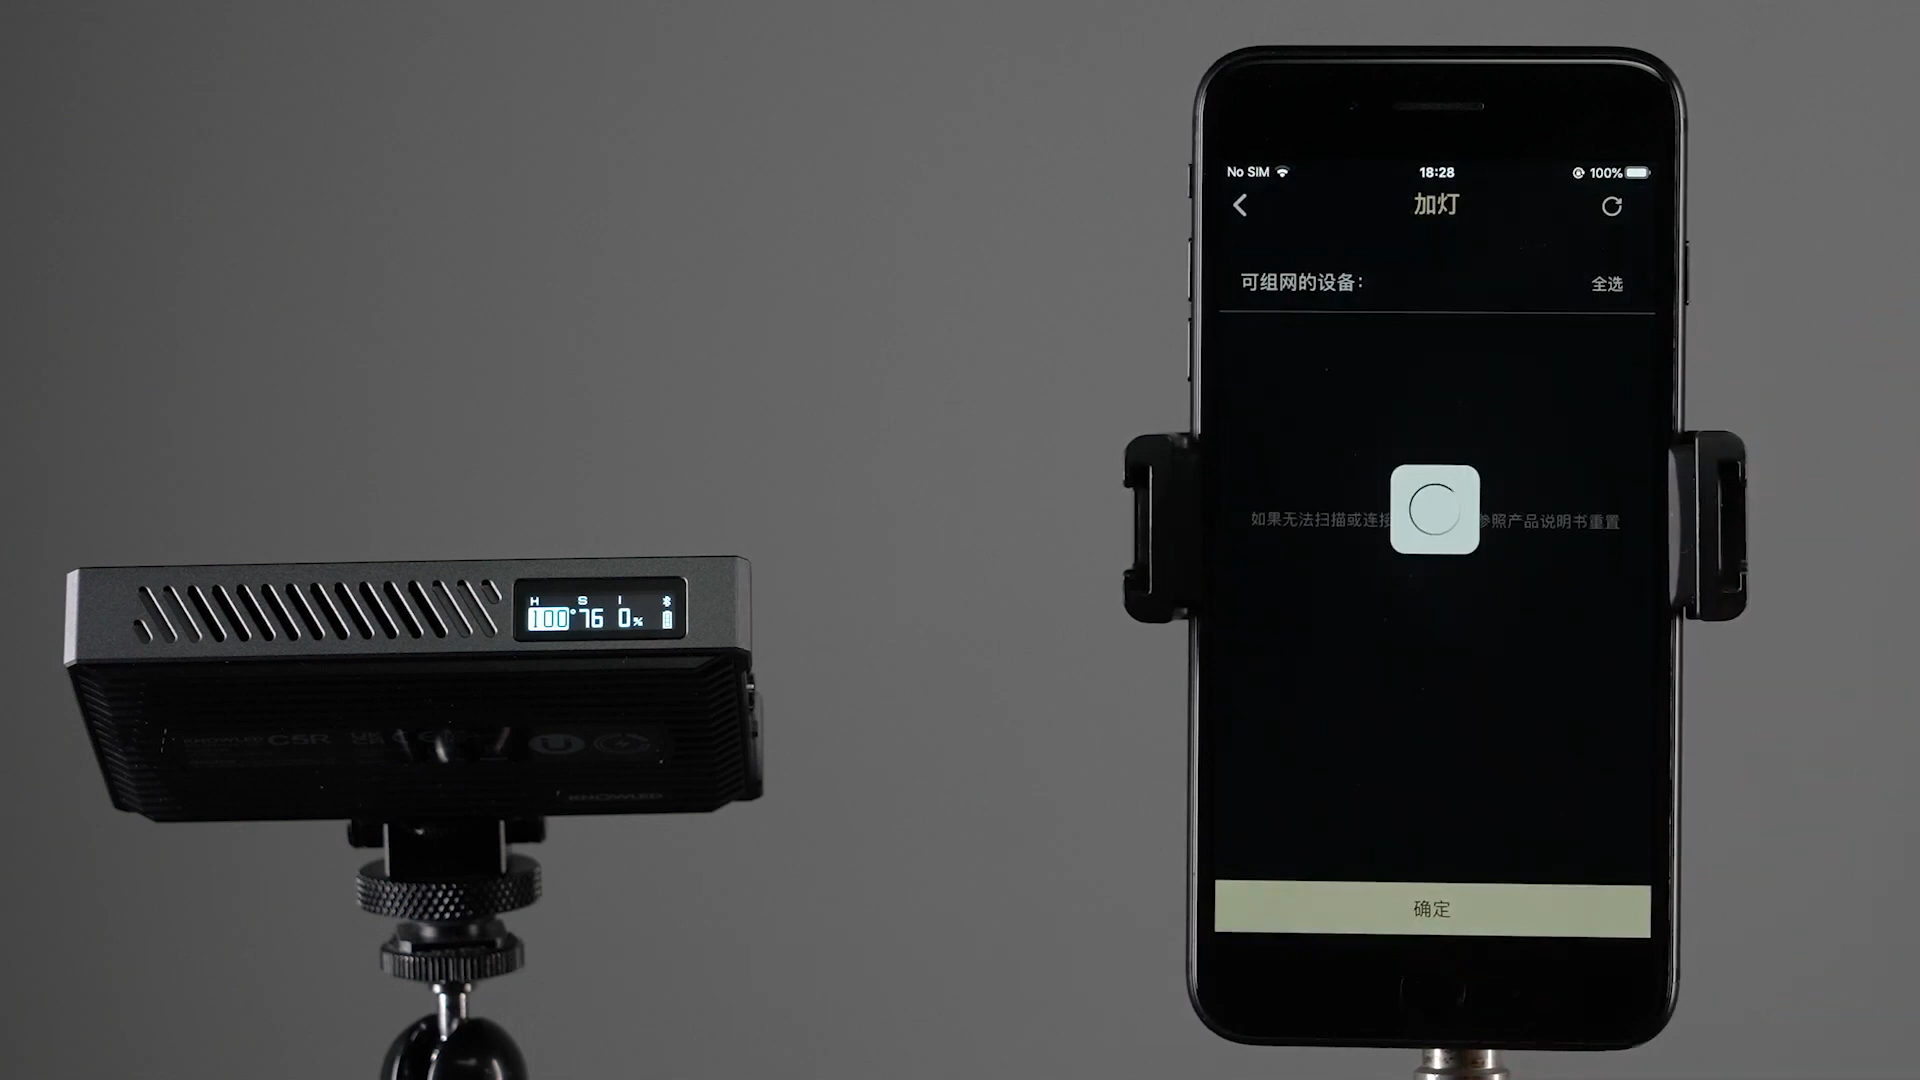 No SIM 18:28 100%
加灯
可组网的设备： 全选
如果无法扫描或连接 参照产品说明书重置
确定
H S I
100° 76 0%
KNOWLED C5R
KNOWLED